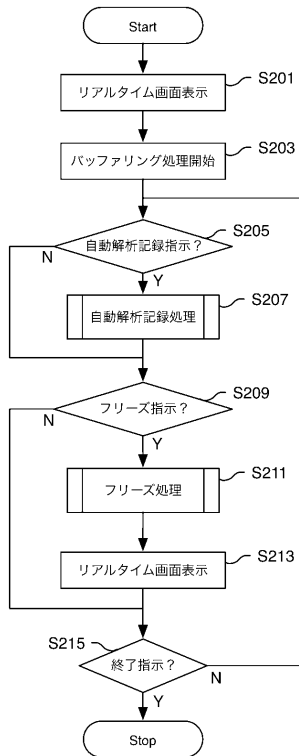 Start
リアルタイム画面表示
S201
バッファリング処理開始
S203
自動解析記録指示？
S205
N
Y
自動解析記録処理
S207
フリーズ指示？
S209
N
Y
フリーズ処理
S211
リアルタイム画面表示
S213
S215
終了指示？
N
Y
Stop